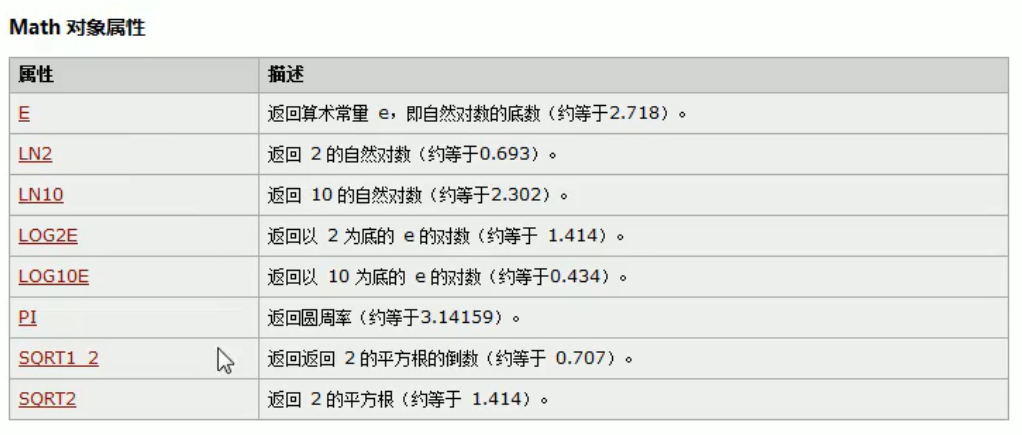 Math 对象属性
属性 描述
E 返回算术常量 e，即自然对数的底数（约等于2.718）。
LN2 返回 2 的自然对数（约等于0.693）。
LN10 返回 10 的自然对数（约等于2.302）。
LOG2E 返回以 2 为底的 e 的对数（约等于 1.414）。
LOG10E 返回以 10 为底的 e 的对数（约等于0.434）。
PI 返回圆周率（约等于3.14159）。
SQRT1_2 返回返回 2 的平方根的倒数（约等于 0.707）。
SQRT2 返回 2 的平方根（约等于 1.414）。